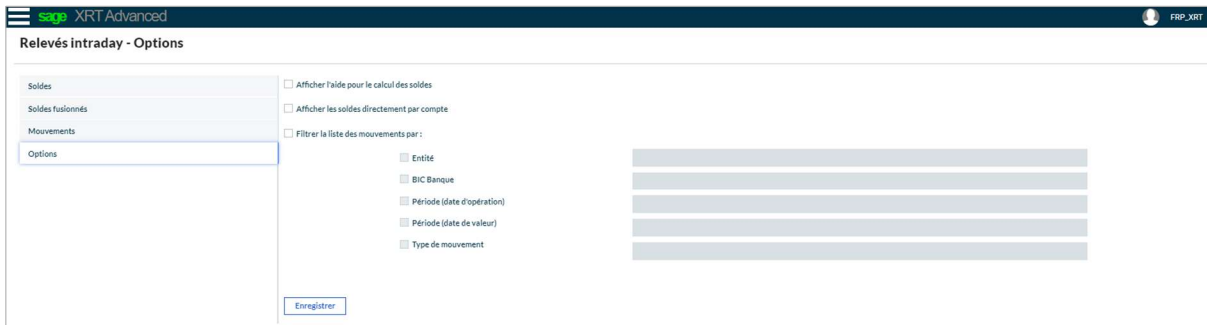 sage XRT Advanced
FRP_XRT
Relevés intraday - Options
Soldes
Soldes fusionnés
Mouvements
Options
Afficher l'aide pour le calcul des soldes
Afficher les soldes directement par compte
Filtrer la liste des mouvements par :
Entité
BIC Banque
Période (date d'opération)
Période (date de valeur)
Type de mouvement
Enregistrer